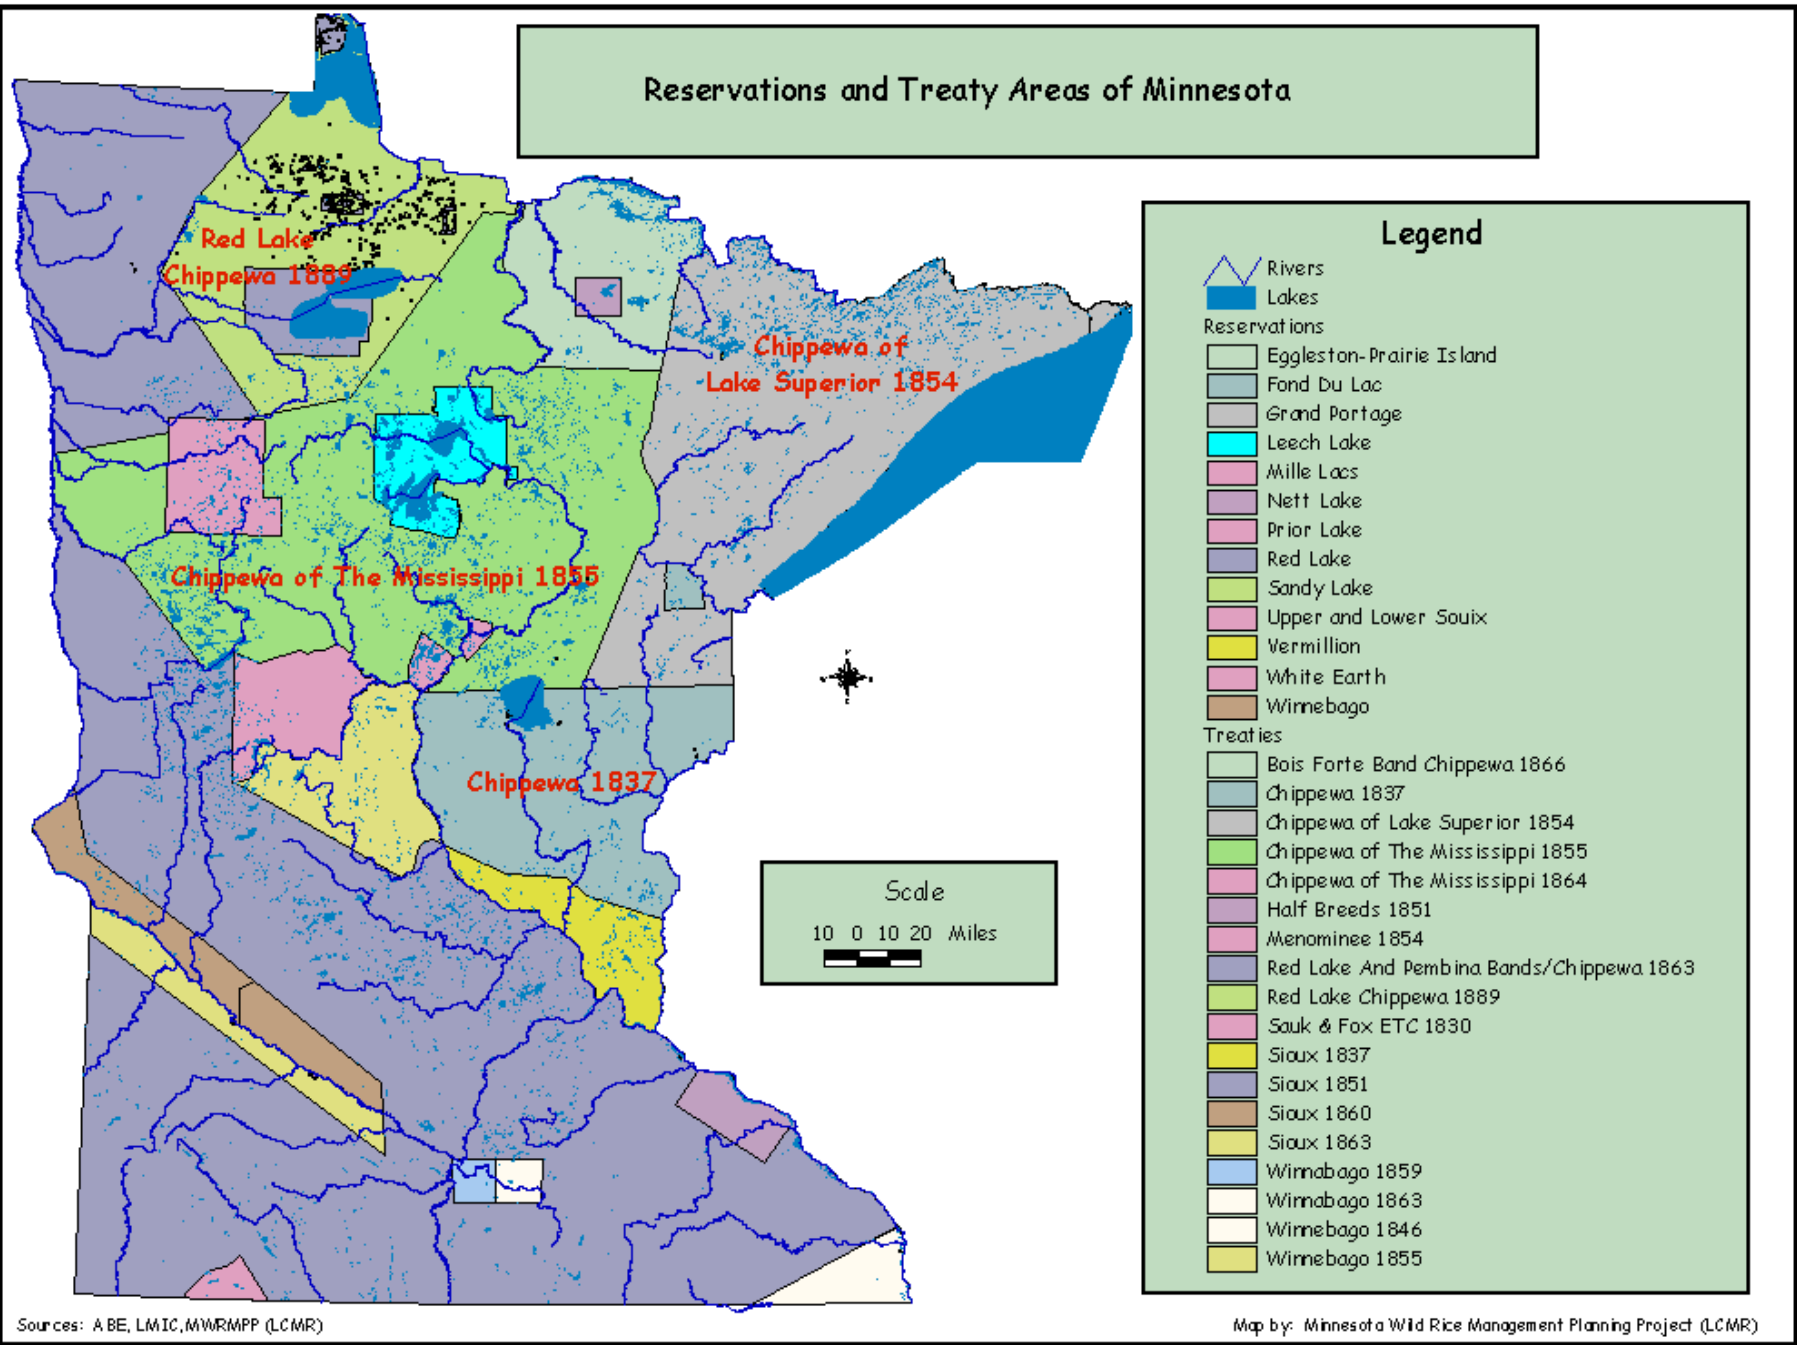 Reservations and Treaty Areas of Minnesota
Red Lake
Chippewa 1889
Chippewa of
Lake Superior 1854
Chippewa of The Mississippi 1855
Chippewa 1837
Scale
10 0 10 20 Miles
Legend
Rivers
Lakes
Reservations
Eggleston-Prairie Island
Fond Du Lac
Grand Portage
Leech Lake
Mille Lacs
Nett Lake
Prior Lake
Red Lake
Sandy Lake
Upper and Lower Souix
Vermillion
White Earth
Winnebago
Treaties
Bois Forte Band Chippewa 1866
Chippewa 1837
Chippewa of Lake Superior 1854
Chippewa of The Mississippi 1855
Chippewa of The Mississippi 1864
Half Breeds 1851
Menominee 1854
Red Lake And Pembina Bands/Chippewa 1863
Red Lake Chippewa 1889
Sauk & Fox ETC 1830
Sioux 1837
Sioux 1851
Sioux 1860
Sioux 1863
Winnabago 1859
Winnabago 1863
Winnebago 1846
Winnebago 1855
Sources: ABE, LMIC,MWRMPP (LCMR)
Map by: Minnesota Wild Rice Management Planning Project (LCMR)